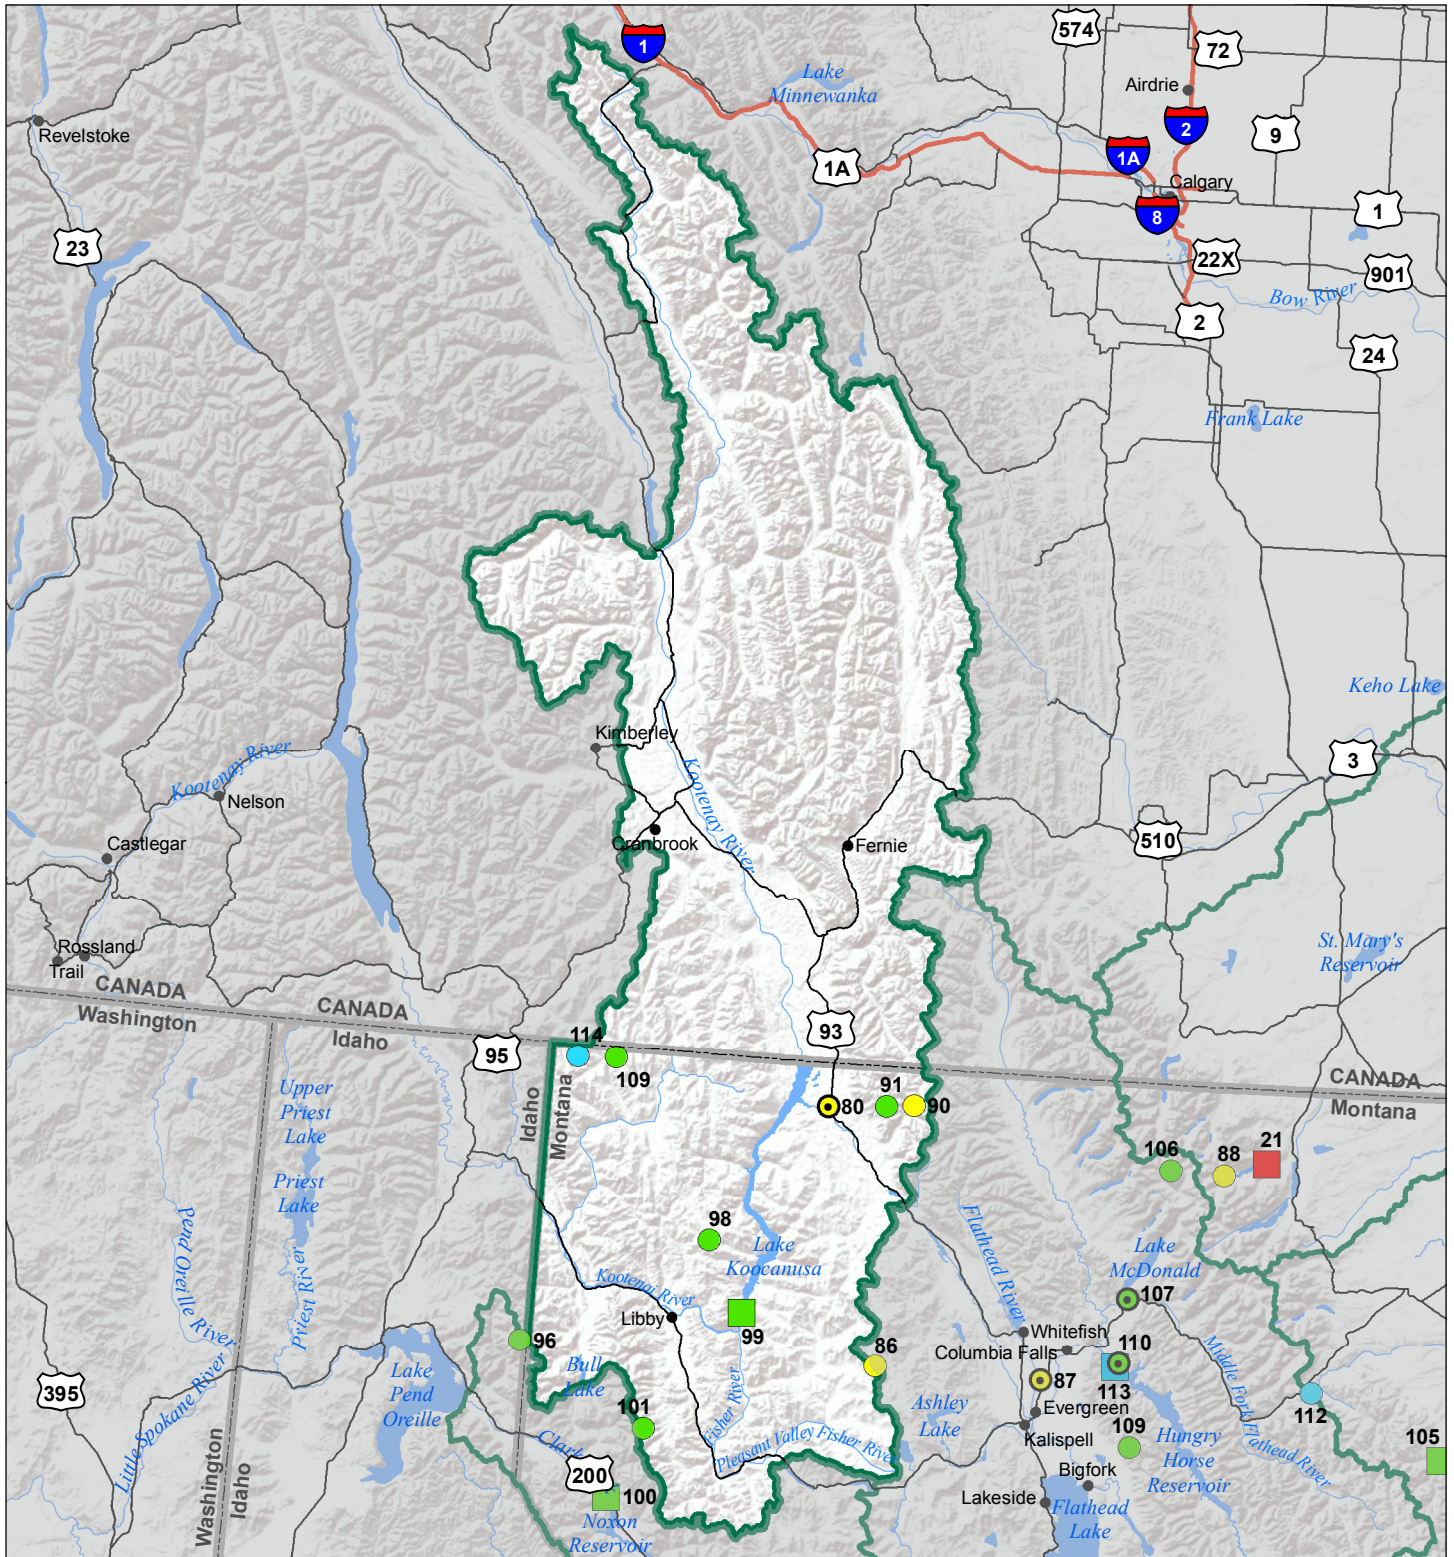 1
574
72
Lake
Minnewanka
Airdrie
Revelstoke
2
9
1A
1A
Calgary
8
1
23
22X
901
Bow River
2
24
Frank Lake
Keho Lake
Kimberley
Kootenay River
Kootenay River
3
Nelson
Castlegar
Cranbrook
Fernie
510
Rossland
Trail
St. Mary's
Reservoir
CANADA
Washington
CANADA
Idaho
95
114
109
93
91
90
80
CANADA
Montana
Upper
Priest
Lake
Idaho
Montana
106
88
21
Priest
Lake
Pend Oreille River
Priest River
98
Lake
Koocanusa
Flathead River
Lake
McDonald
Kootenai River
107
Libby
99
Whitefish
Columbia Falls
96
86
110
113
87
Middle Fork Flathead River
Bull
Lake
Lake
Pend
Oreille
395
Little Spokane River
Ashley
Lake
Evergreen
Kalispell
112
101
Fisher River
Pleasant Valley Fisher River
109
Hungry
Horse
Reservoir
105
Clark
200
100
Bigfork
Lakeside
Flathead
Lake
Noxon
Reservoir
Washington
Idaho